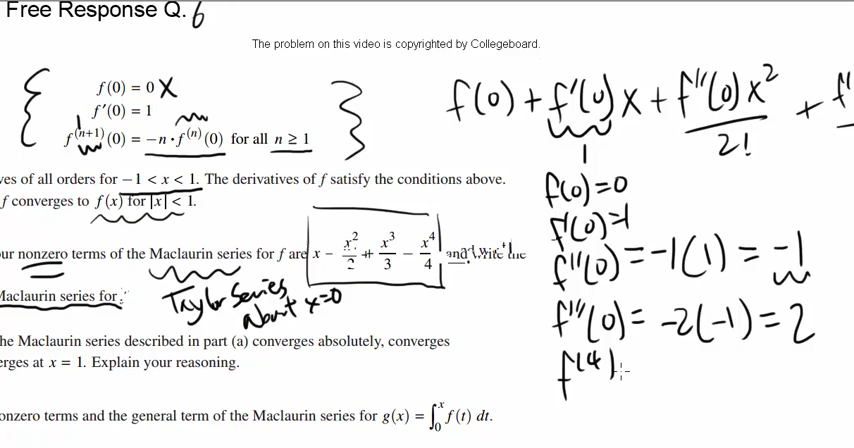 Free Response Q. 6
The problem on this video is copyrighted by Collegeboard.
f(0) = 0 x
f′(0) = 1
f^(n+1)(0) = −n · f^(n)(0) for all n ≥ 1
f(0) + f'(0)x + f''(0)x²/2! + f'
1
ves of all orders for −1 < x < 1. The derivatives of f satisfy the conditions above.
f converges to f(x) for |x| < 1.
ur nonzero terms of the Maclaurin series for f are x − x²/2 + x³/3 − x⁴/4 and write the
Maclaurin series for
Taylor Series
about x=0
he Maclaurin series described in part (a) converges absolutely, converges
erges at x = 1. Explain your reasoning.
onzero terms and the general term of the Maclaurin series for g(x) = ∫₀ˣ f(t) dt.
f(0)=0
f'(0)=1
f''(0)=-1(1)=-1
f'''(0)=-2(-1)=2
f^(4)